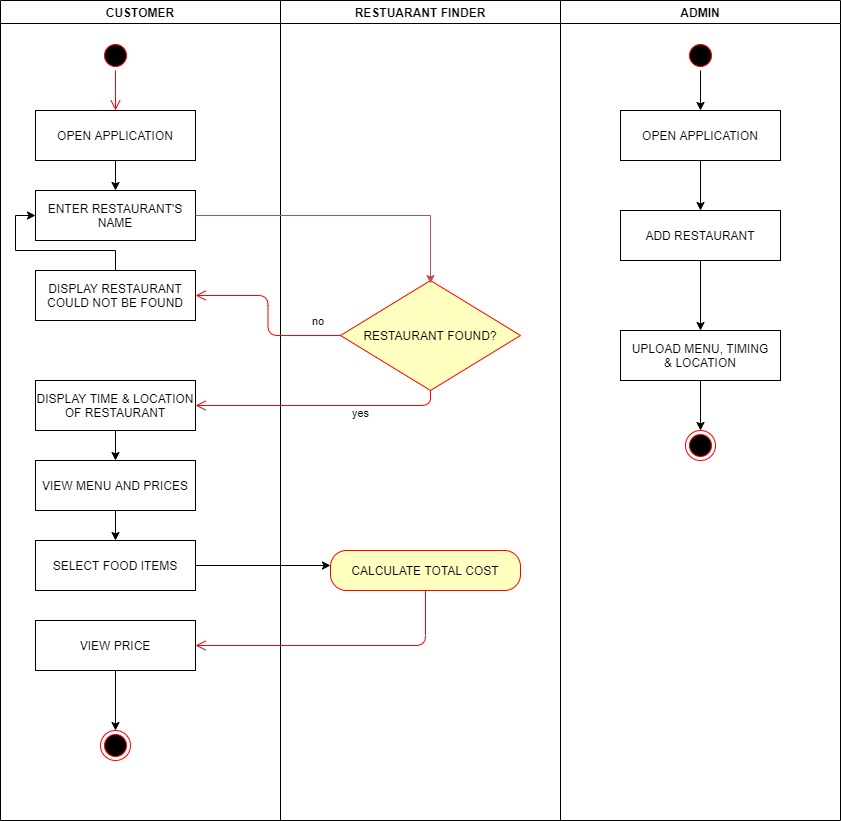 CUSTOMER
RESTUARANT FINDER
ADMIN
OPEN APPLICATION
ENTER RESTAURANT'S
NAME
DISPLAY RESTAURANT
COULD NOT BE FOUND
no
RESTAURANT FOUND?
yes
DISPLAY TIME & LOCATION
OF RESTAURANT
VIEW MENU AND PRICES
SELECT FOOD ITEMS
CALCULATE TOTAL COST
VIEW PRICE
OPEN APPLICATION
ADD RESTAURANT
UPLOAD MENU, TIMING
& LOCATION